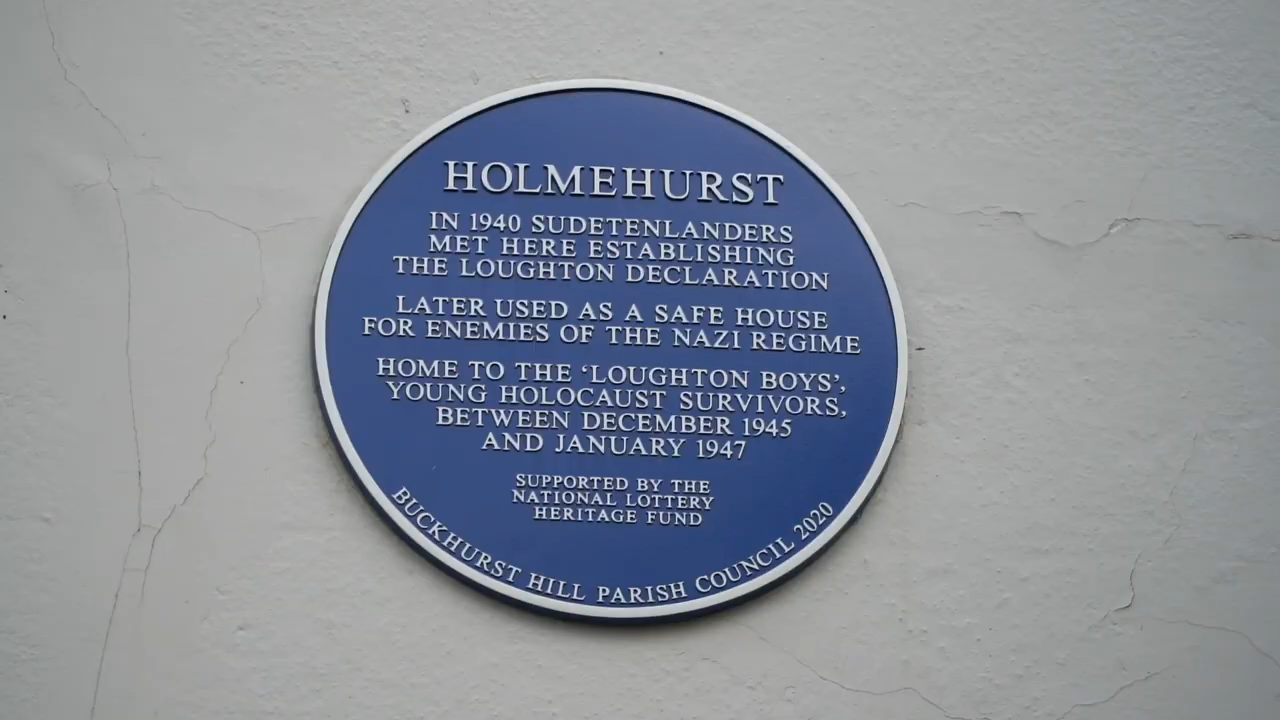 HOLMEHURST
IN 1940 SUDETENLANDERS
MET HERE ESTABLISHING
THE LOUGHTON DECLARATION
LATER USED AS A SAFE HOUSE
FOR ENEMIES OF THE NAZI REGIME
HOME TO THE ‘LOUGHTON BOYS’,
YOUNG HOLOCAUST SURVIVORS,
BETWEEN DECEMBER 1945
AND JANUARY 1947
SUPPORTED BY THE
NATIONAL LOTTERY
HERITAGE FUND
BUCKHURST HILL PARISH COUNCIL 2020